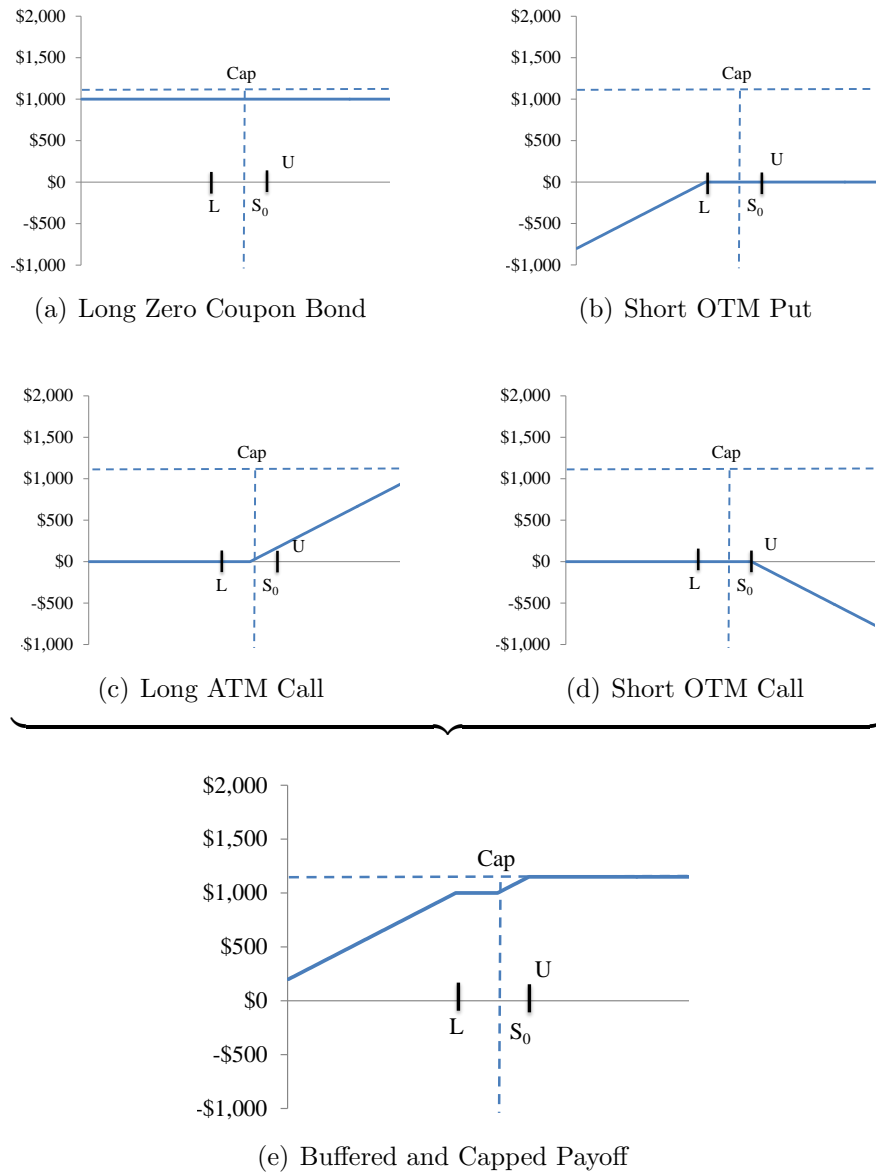 $2,000
$1,500
Cap
$1,000
$500
U
$0
L
S0
-$500
-$1,000
(a) Long Zero Coupon Bond
$2,000
$1,500
Cap
$1,000
$500
U
$0
L
S0
-$500
-$1,000
(b) Short OTM Put
$2,000
$1,500
Cap
$1,000
$500
U
$0
L
S0
-$500
-$1,000
(c) Long ATM Call
$2,000
$1,500
Cap
$1,000
$500
U
$0
L
S0
-$500
-$1,000
(d) Short OTM Call
$2,000
$1,500
Cap
$1,000
$500
U
$0
L
S0
-$500
-$1,000
(e) Buffered and Capped Payoff